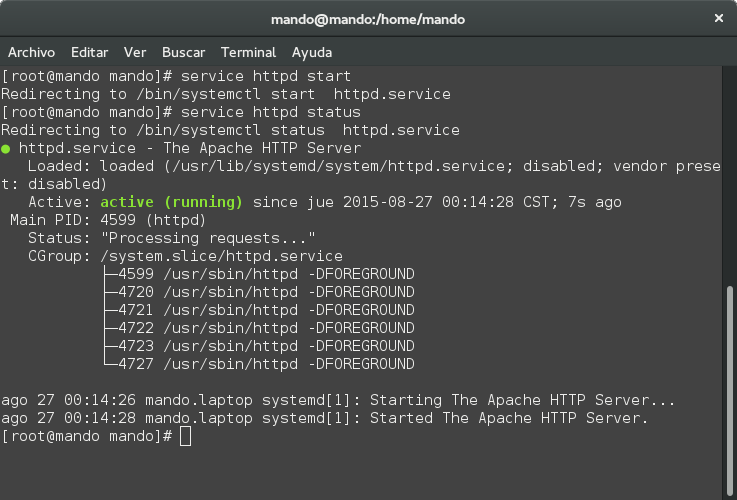 mando@mando:/home/mando ×
Archivo Editar Ver Buscar Terminal Ayuda
[root@mando mando]# service httpd start
Redirecting to /bin/systemctl start  httpd.service
[root@mando mando]# service httpd status
Redirecting to /bin/systemctl status  httpd.service
● httpd.service - The Apache HTTP Server
   Loaded: loaded (/usr/lib/systemd/system/httpd.service; disabled; vendor prese
t: disabled)
   Active: active (running) since jue 2015-08-27 00:14:28 CST; 7s ago
 Main PID: 4599 (httpd)
   Status: "Processing requests..."
   CGroup: /system.slice/httpd.service
           ├─4599 /usr/sbin/httpd -DFOREGROUND
           ├─4720 /usr/sbin/httpd -DFOREGROUND
           ├─4721 /usr/sbin/httpd -DFOREGROUND
           ├─4722 /usr/sbin/httpd -DFOREGROUND
           ├─4723 /usr/sbin/httpd -DFOREGROUND
           └─4727 /usr/sbin/httpd -DFOREGROUND

ago 27 00:14:26 mando.laptop systemd[1]: Starting The Apache HTTP Server...
ago 27 00:14:28 mando.laptop systemd[1]: Started The Apache HTTP Server.
[root@mando mando]#